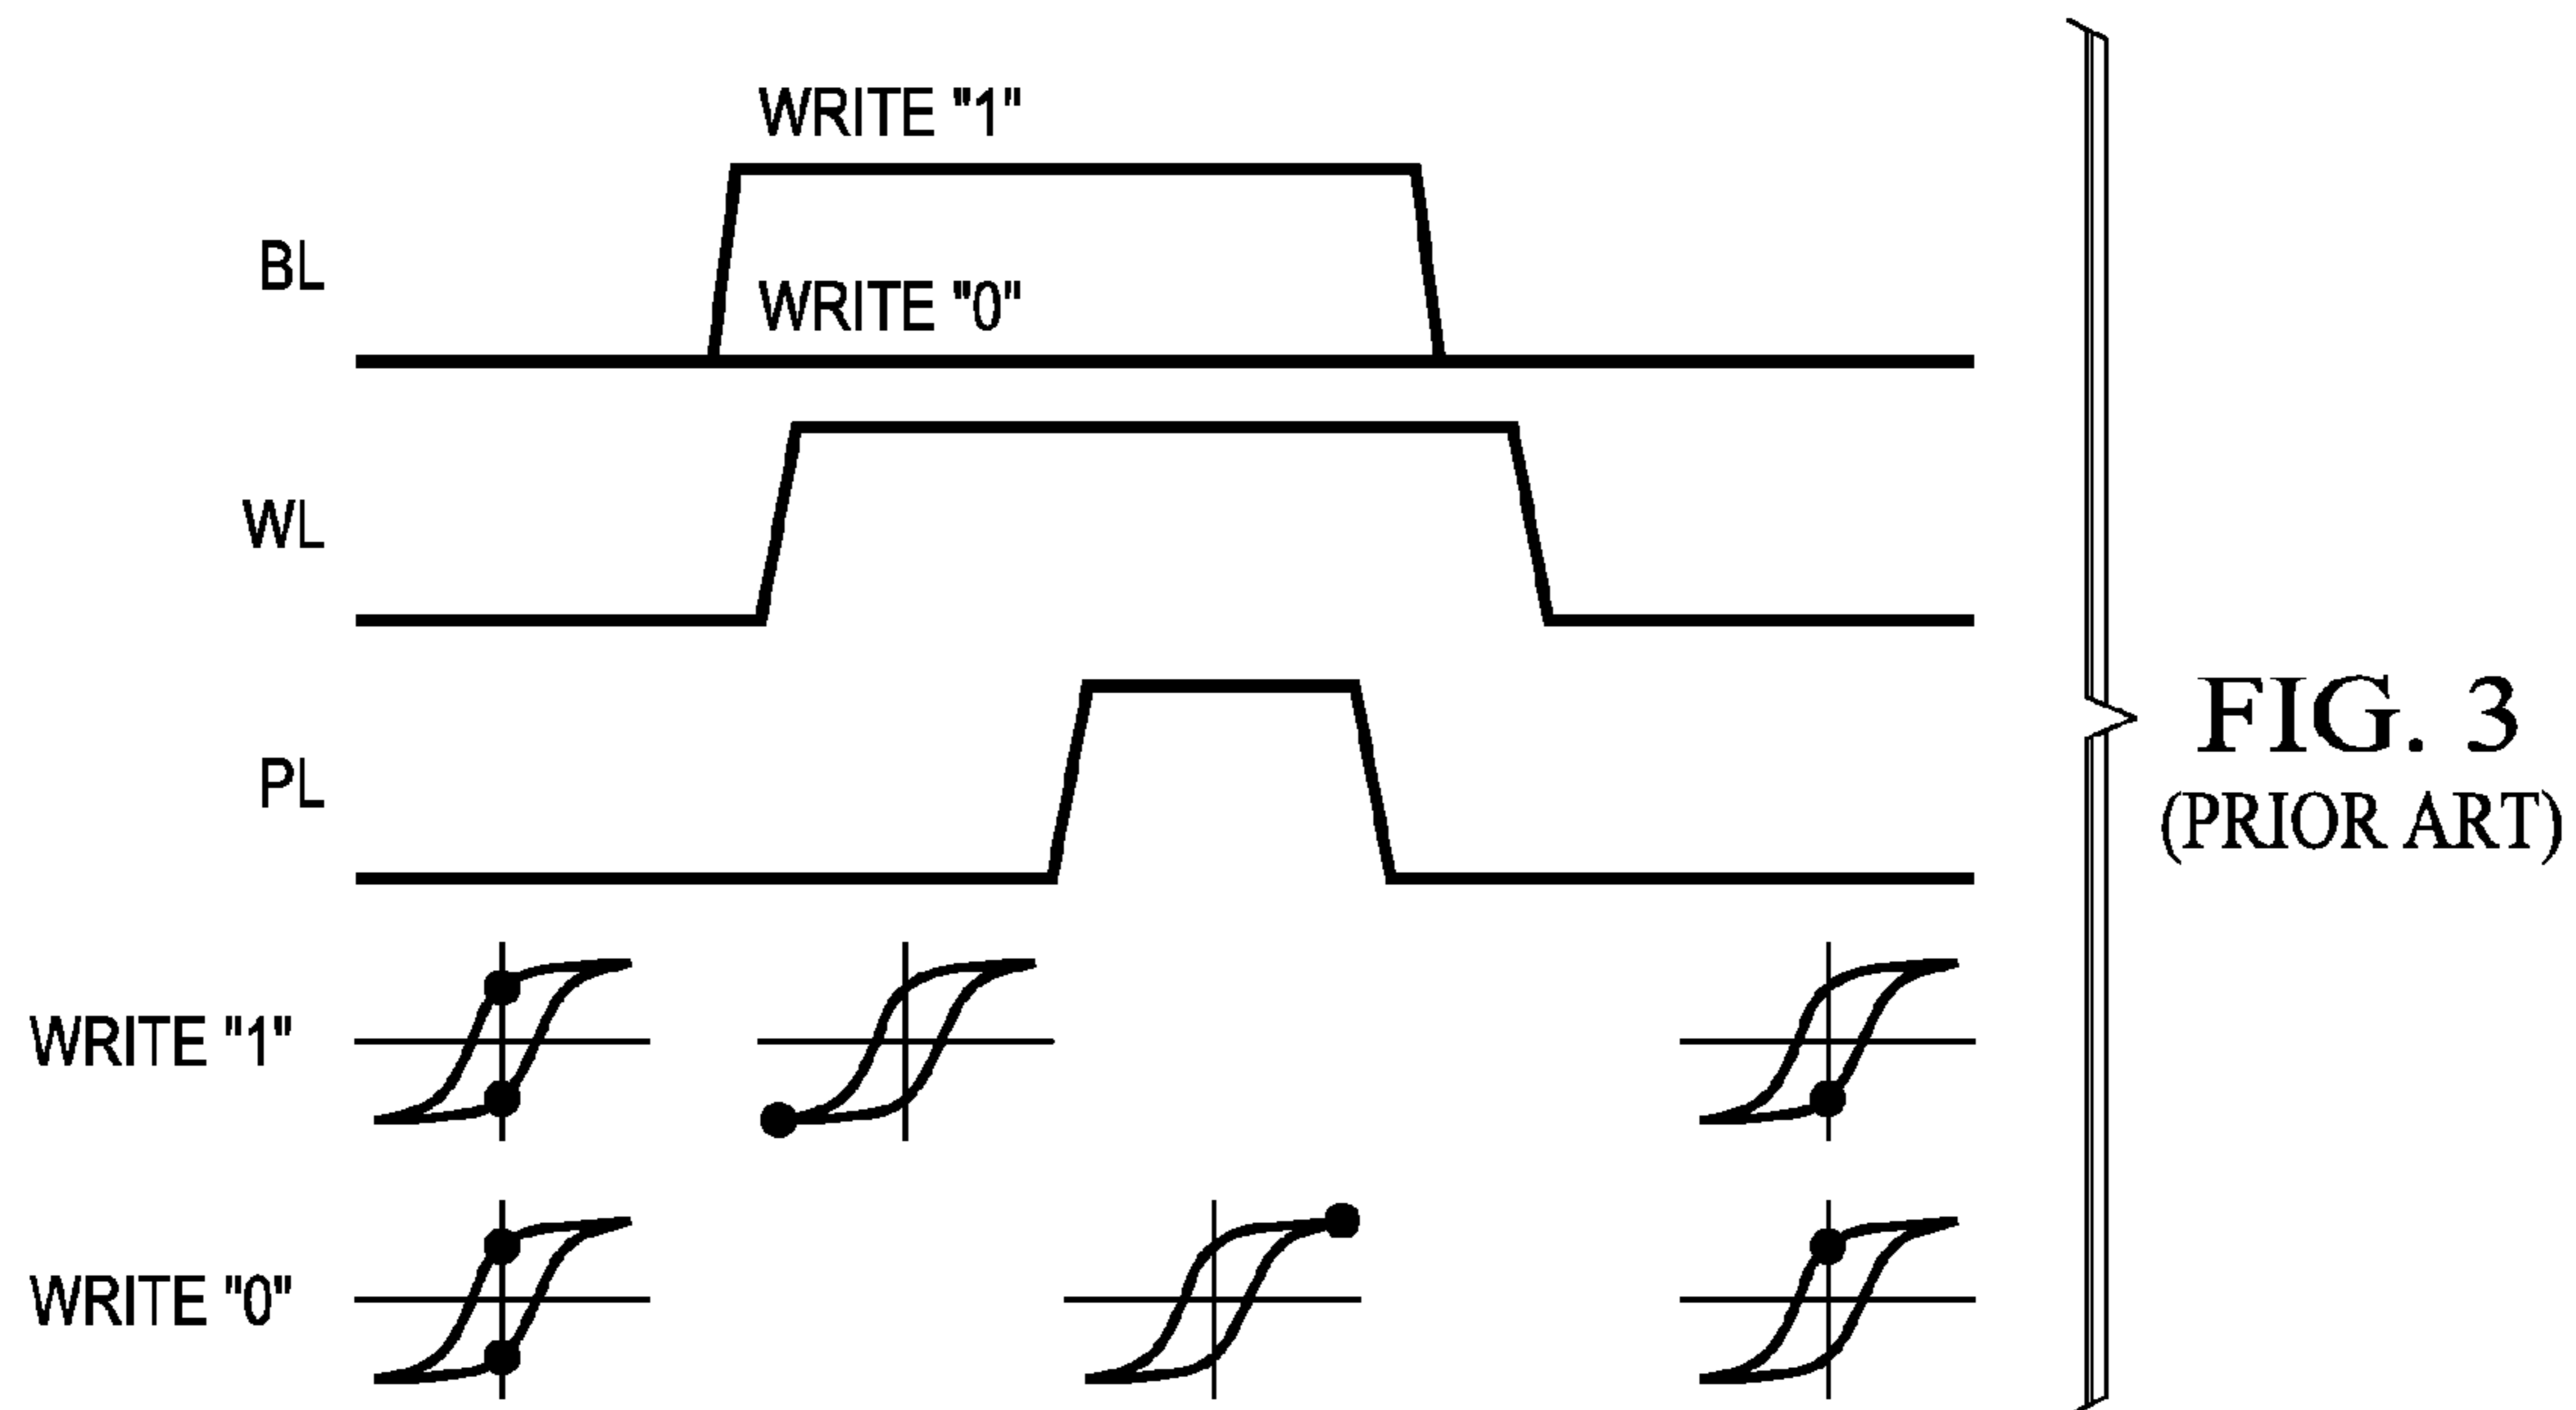 WRITE "1"
BL
WRITE "0"
WL
PL
FIG. 3
(PRIOR ART)
WRITE "1"
WRITE "0"